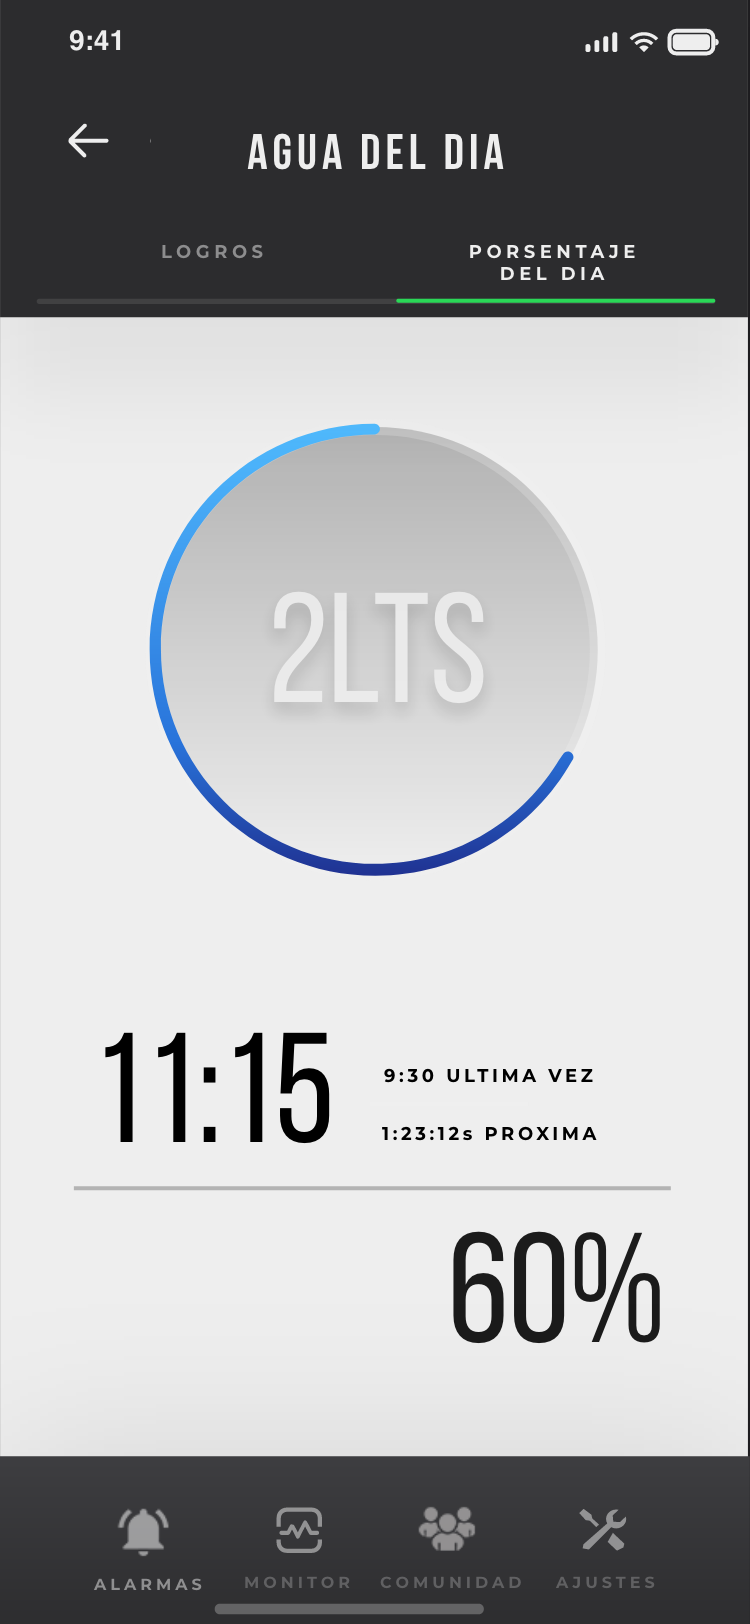 9:41
AGUA DEL DIA
LOGROS
PORSENTAJE
DEL DIA
2LTS
11:15
9:30 ULTIMA VEZ
1:23:12s PROXIMA
60%
ALARMAS
MONITOR
COMUNIDAD
AJUSTES